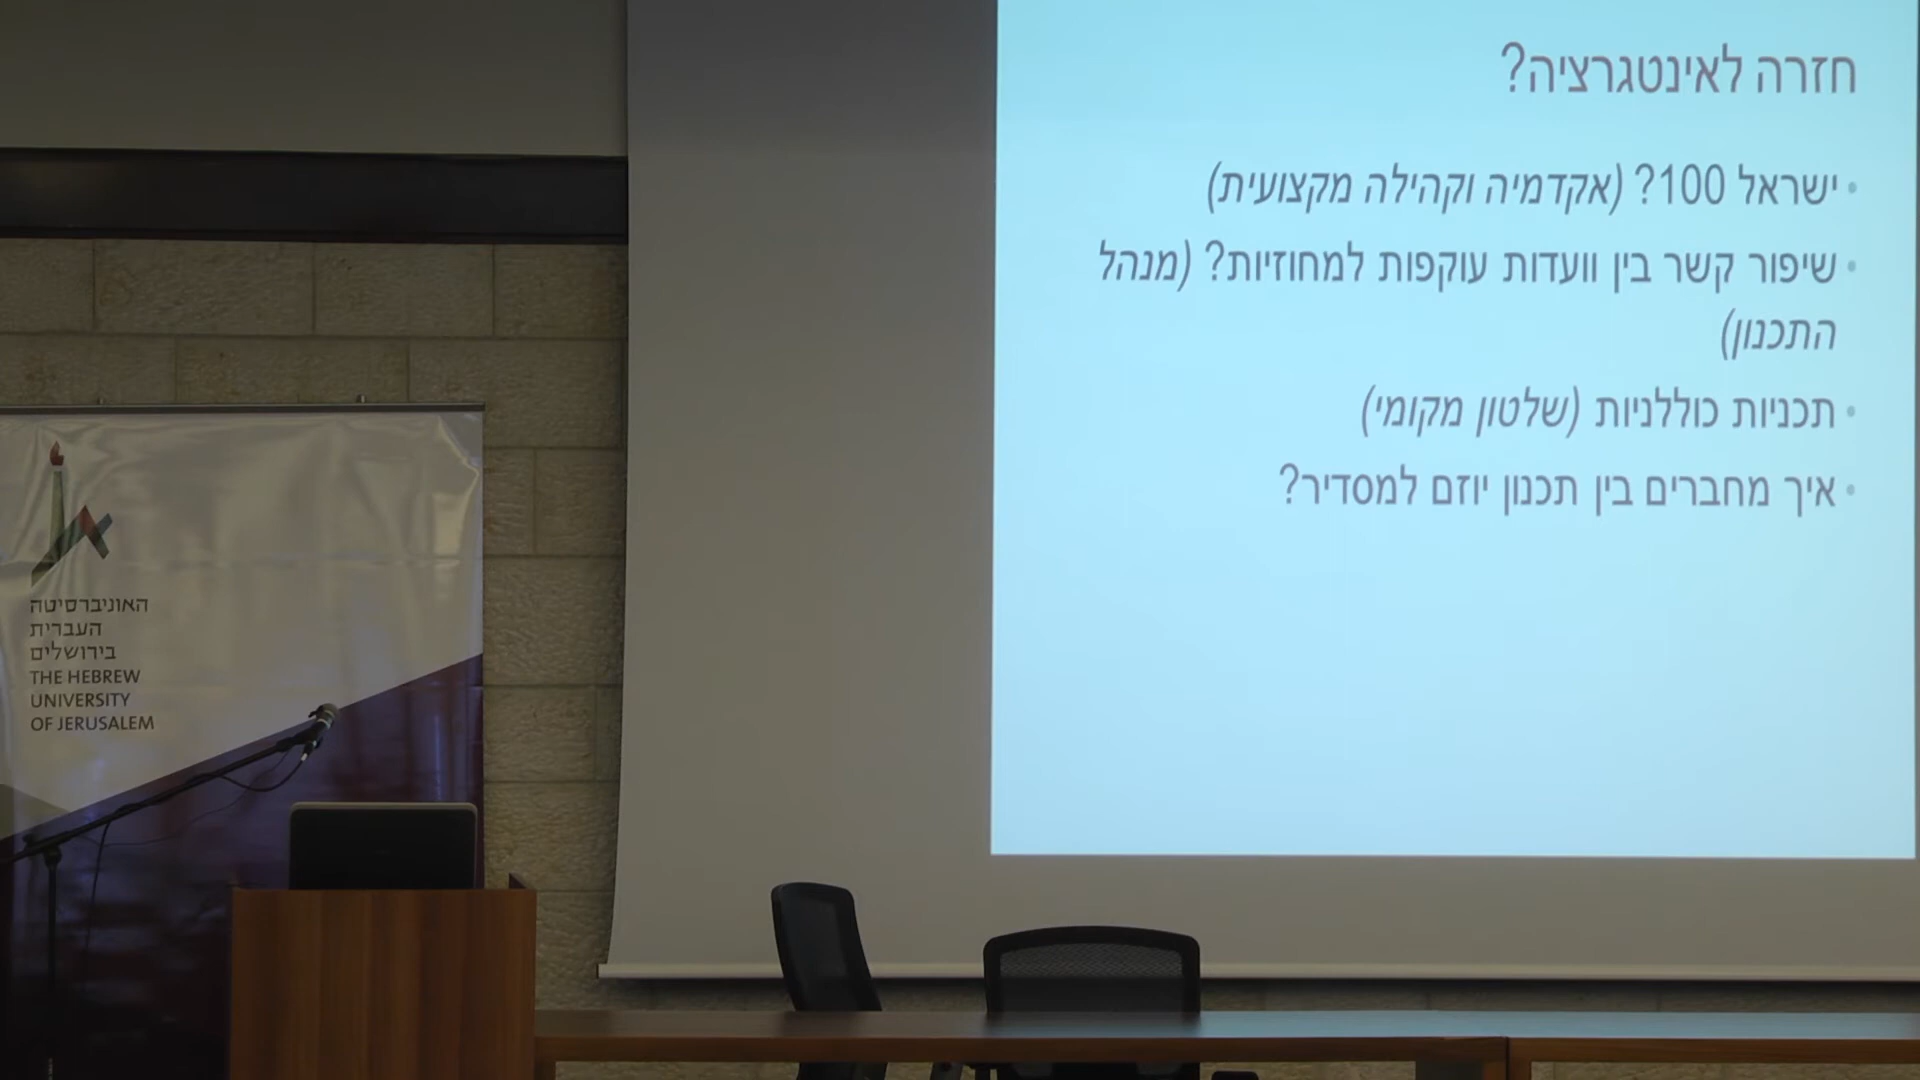 חזרה לאינטגרציה?
• ישראל 100? (אקדמיה וקהילה מקצועית)
• שיפור קשר בין וועדות עוקפות למחוזיות? (מנהל
התכנון)
• תכניות כוללניות (שלטון מקומי)
• איך מחברים בין תכנון יוזם למסדיר?
האוניברסיטה
העברית
בירושלים
THE HEBREW
UNIVERSITY
OF JERUSALEM